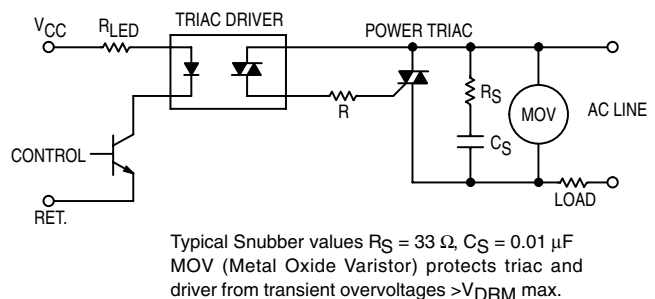 TRIAC DRIVER
POWER TRIAC
VCC
RLED
R
RS
CS
MOV
AC LINE
CONTROL
RET.
LOAD
Typical Snubber values RS = 33 Ω, CS = 0.01 μF
MOV (Metal Oxide Varistor) protects triac and
driver from transient overvoltages >VDRM max.